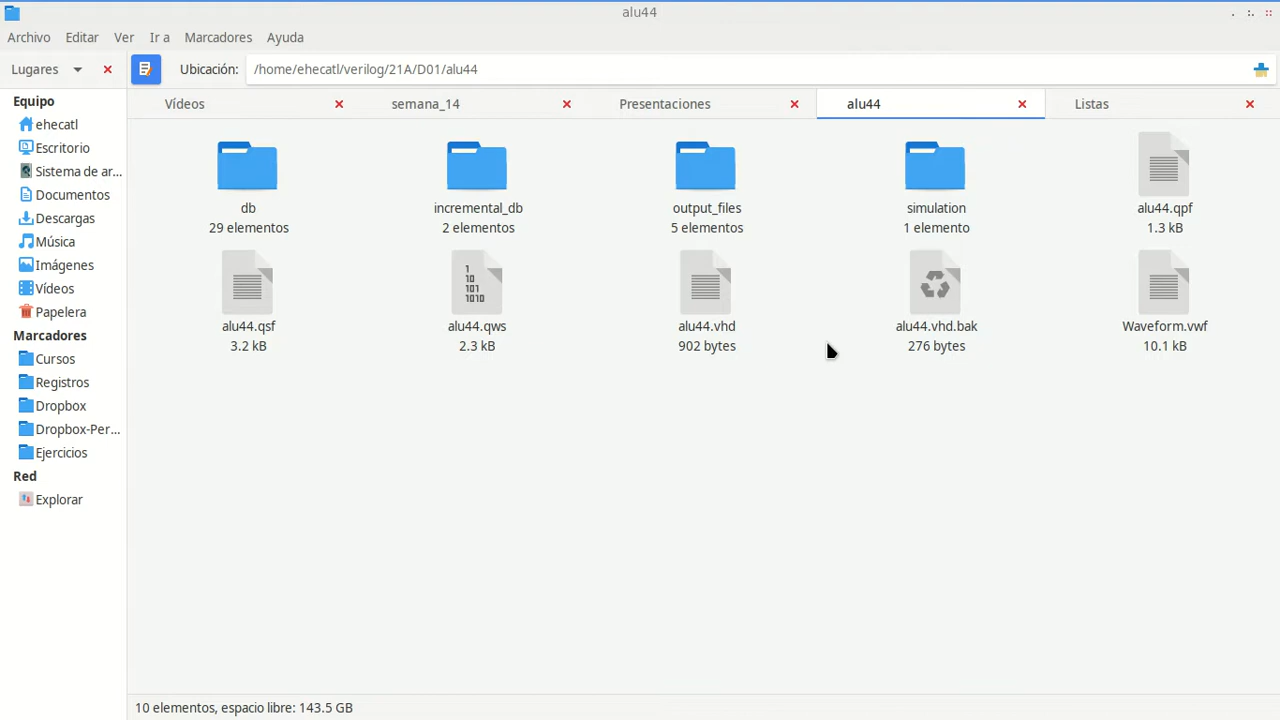 alu44
Archivo Editar Ver Ir a Marcadores Ayuda
Lugares Ubicación: /home/ehecatl/verilog/21A/D01/alu44
Vídeos semana_14 Presentaciones alu44 Listas
Equipo
ehecatl
Escritorio
Sistema de ar...
Documentos
Descargas
Música
Imágenes
Vídeos
Papelera
Marcadores
Cursos
Registros
Dropbox
Dropbox-Per...
Ejercicios
Red
Explorar
db incremental_db output_files simulation alu44.qpf
29 elementos 2 elementos 5 elementos 1 elemento 1.3 kB
alu44.qsf alu44.qws alu44.vhd alu44.vhd.bak Waveform.vwf
3.2 kB 2.3 kB 902 bytes 276 bytes 10.1 kB
10 elementos, espacio libre: 143.5 GB